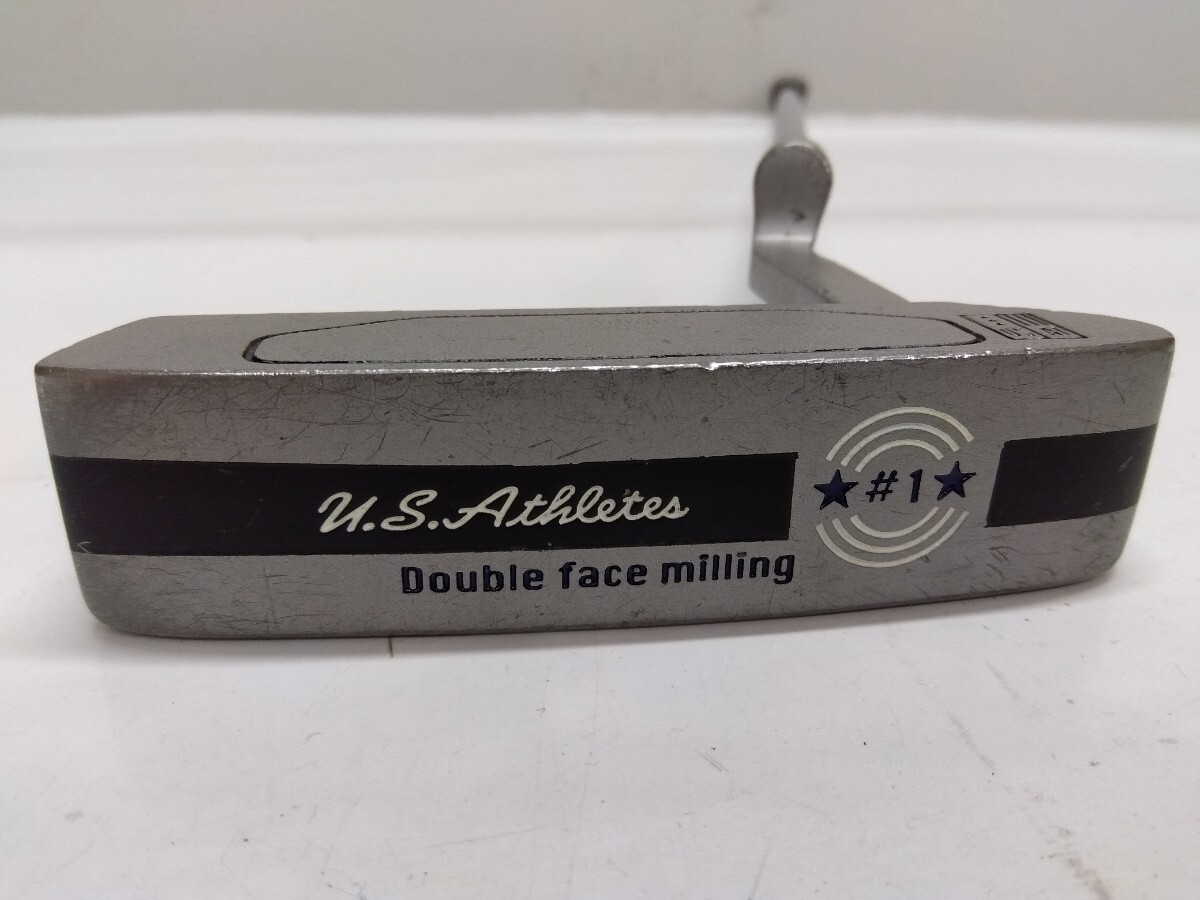 U.S.Athletes
★#1★
Double face milling